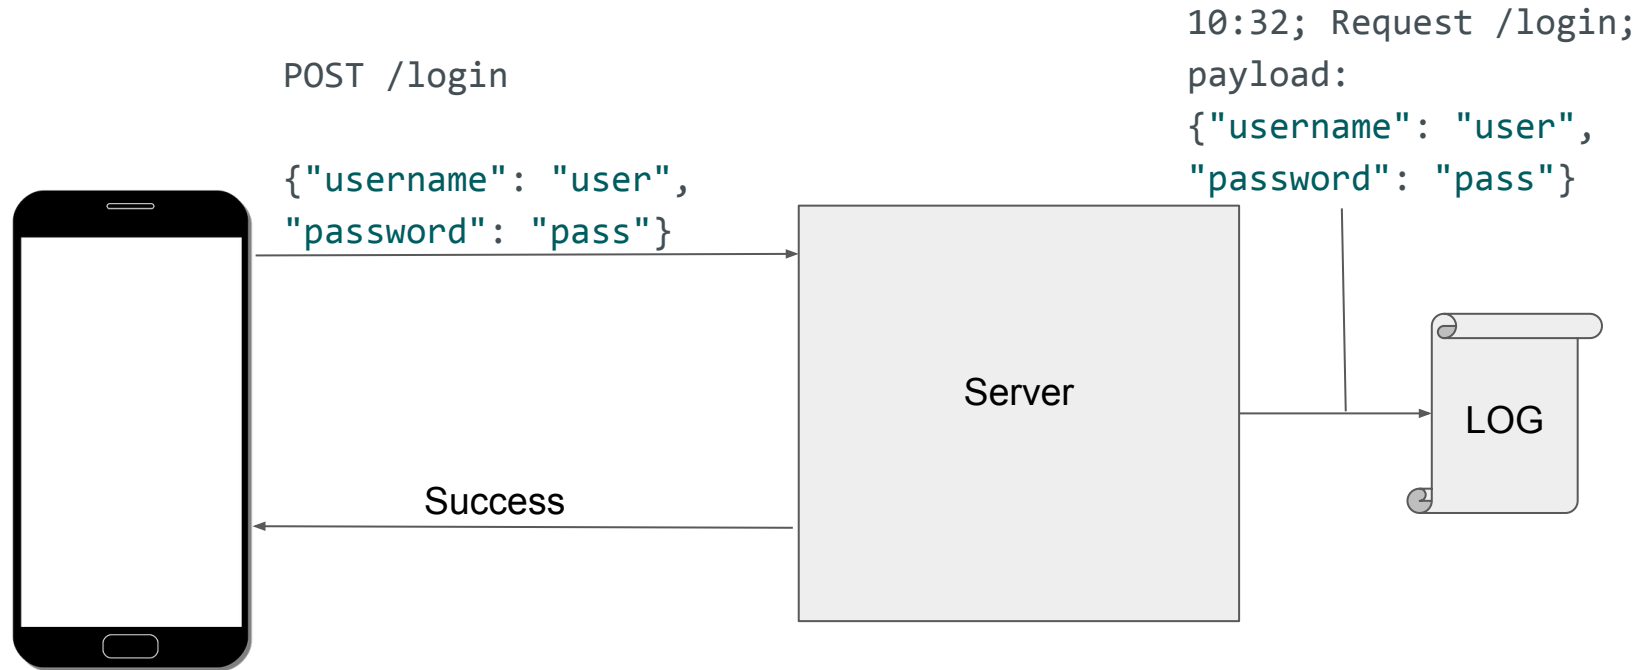 POST /login
{"username": "user",
"password": "pass"}
10:32; Request /login;
payload:
{"username": "user",
"password": "pass"}
Server
LOG
Success